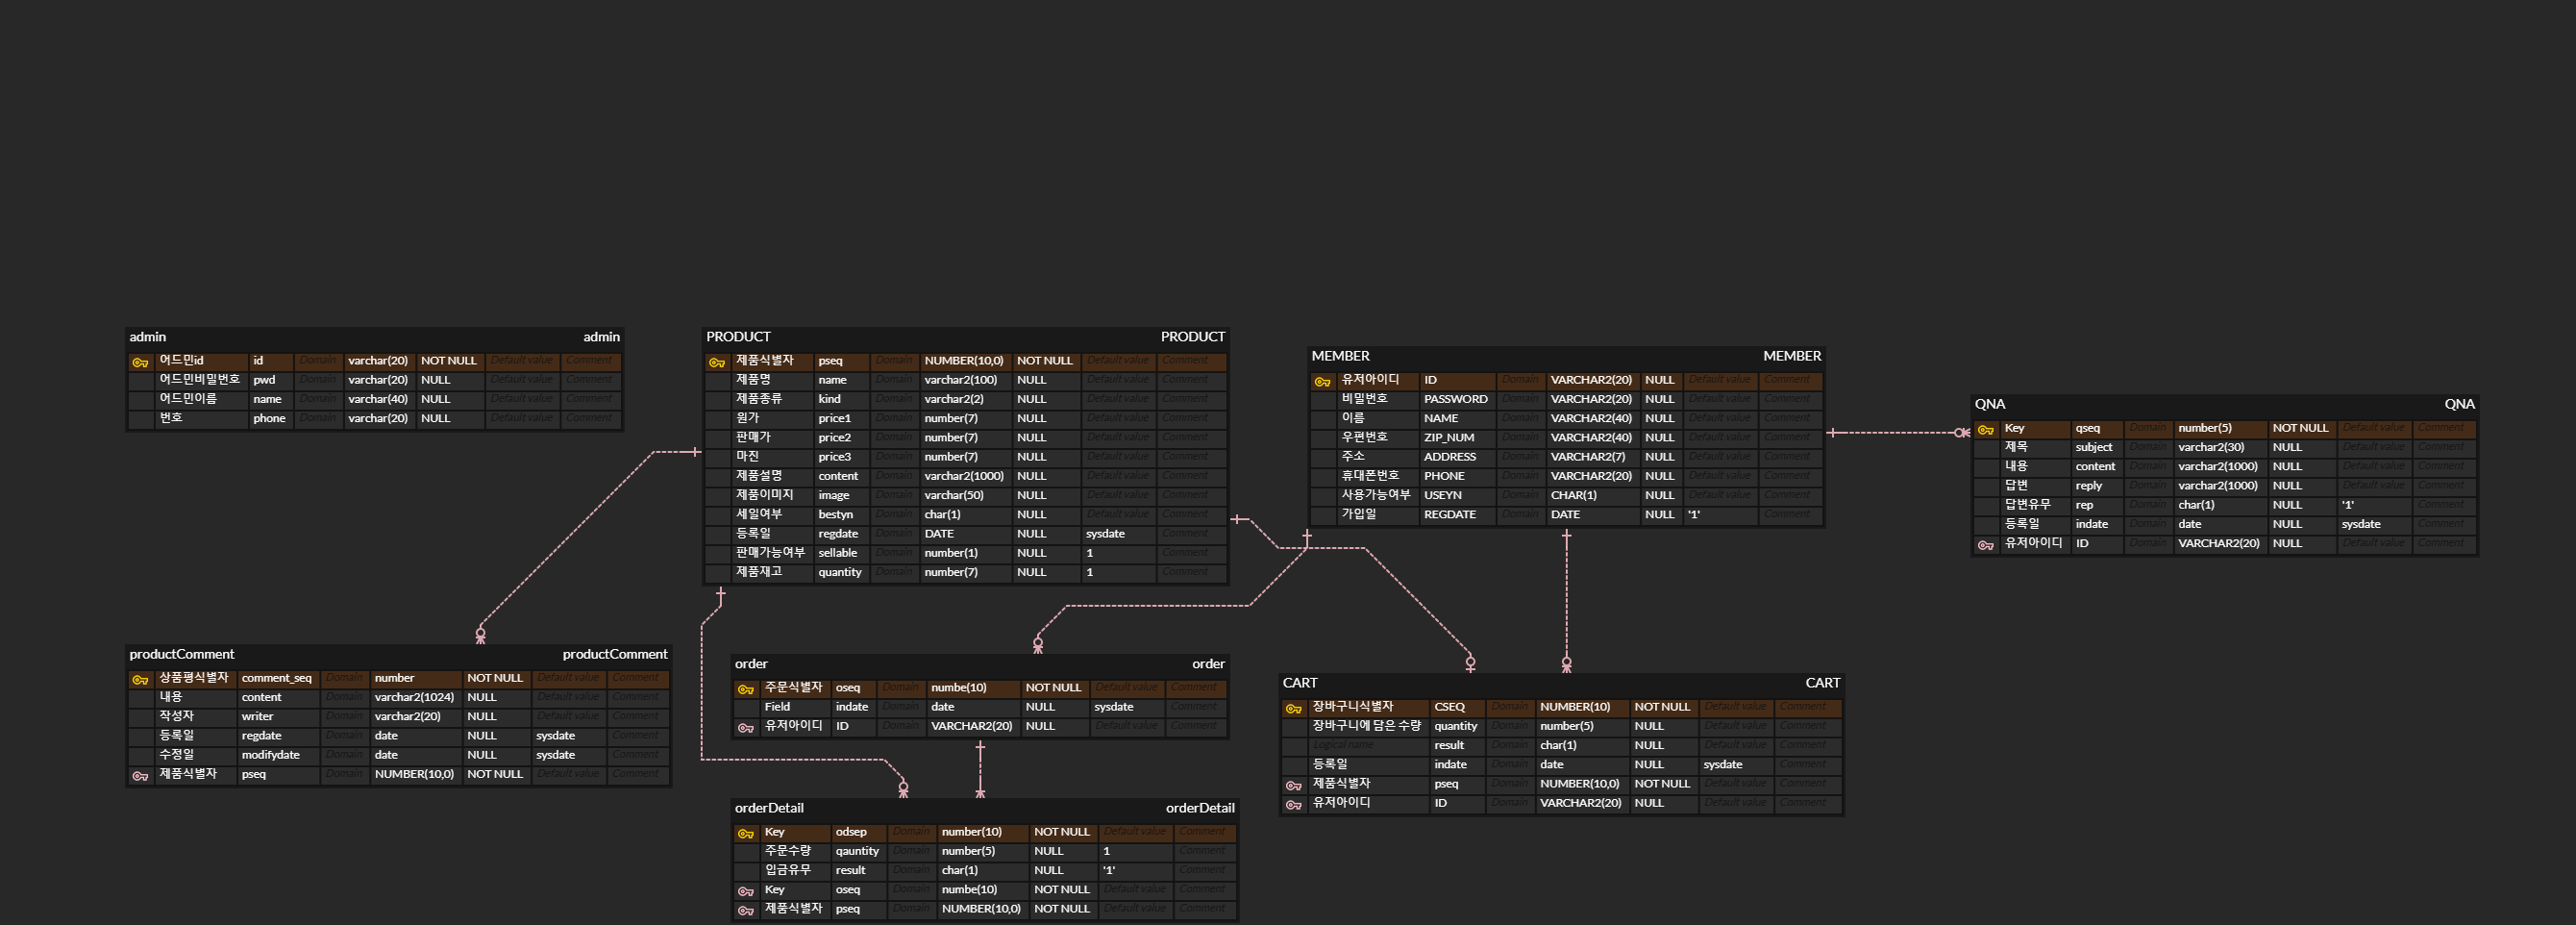 admin admin
어드민id id Domain varchar(20) NOT NULL Default value Comment
어드민비밀번호 pwd Domain varchar(20) NULL Default value Comment
어드민이름 name Domain varchar(40) NULL Default value Comment
번호 phone Domain varchar(20) NULL Default value Comment
PRODUCT PRODUCT
제품식별자 pseq Domain NUMBER(10,0) NOT NULL Default value Comment
제품명 name Domain varchar2(100) NULL Default value Comment
제품종류 kind Domain varchar2(2) NULL Default value Comment
원가 price1 Domain number(7) NULL Default value Comment
판매가 price2 Domain number(7) NULL Default value Comment
마진 price3 Domain number(7) NULL Default value Comment
제품설명 content Domain varchar2(1000) NULL Default value Comment
제품이미지 image Domain varchar(50) NULL Default value Comment
세일여부 bestyn Domain char(1) NULL Default value Comment
등록일 regdate Domain DATE NULL sysdate Comment
판매가능여부 sellable Domain number(1) NULL 1 Comment
제품재고 quantity Domain number(7) NULL 1 Comment
MEMBER MEMBER
유저아이디 ID Domain VARCHAR2(20) NULL Default value Comment
비밀번호 PASSWORD Domain VARCHAR2(20) NULL Default value Comment
이름 NAME Domain VARCHAR2(40) NULL Default value Comment
우편번호 ZIP_NUM Domain VARCHAR2(40) NULL Default value Comment
주소 ADDRESS Domain VARCHAR2(7) NULL Default value Comment
휴대폰번호 PHONE Domain VARCHAR2(20) NULL Default value Comment
사용가능여부 USEYN Domain CHAR(1) NULL Default value Comment
가입일 REGDATE Domain DATE NULL '1' Comment
QNA QNA
Key qseq Domain number(5) NOT NULL Default value Comment
제목 subject Domain varchar2(30) NULL Default value Comment
내용 content Domain varchar2(1000) NULL Default value Comment
답변 reply Domain varchar2(1000) NULL Default value Comment
답변유무 rep Domain char(1) NULL '1' Comment
등록일 indate Domain date NULL sysdate Comment
유저아이디 ID Domain VARCHAR2(20) NULL Default value Comment
productComment productComment
상품평식별자 comment_seq Domain number NOT NULL Default value Comment
내용 content Domain varchar2(1024) NULL Default value Comment
작성자 writer Domain varchar2(20) NULL Default value Comment
등록일 regdate Domain date NULL sysdate Comment
수정일 modifydate Domain date NULL sysdate Comment
제품식별자 pseq Domain NUMBER(10,0) NOT NULL Default value Comment
order order
주문식별자 oseq Domain numbe(10) NOT NULL Default value Comment
Field indate Domain date NULL sysdate Comment
유저아이디 ID Domain VARCHAR2(20) NULL Default value Comment
CART CART
장바구니식별자 CSEQ Domain NUMBER(10) NOT NULL Default value Comment
장바구니에 담은 수량 quantity Domain number(5) NULL Default value Comment
Logical name result Domain char(1) NULL Default value Comment
등록일 indate Domain date NULL sysdate Comment
제품식별자 pseq Domain NUMBER(10,0) NOT NULL Default value Comment
유저아이디 ID Domain VARCHAR2(20) NULL Default value Comment
orderDetail orderDetail
Key odsep Domain number(10) NOT NULL Default value Comment
주문수량 qauntity Domain number(5) NULL 1 Comment
입금유무 result Domain char(1) NULL '1' Comment
Key oseq Domain numbe(10) NOT NULL Default value Comment
제품식별자 pseq Domain NUMBER(10,0) NOT NULL Default value Comment